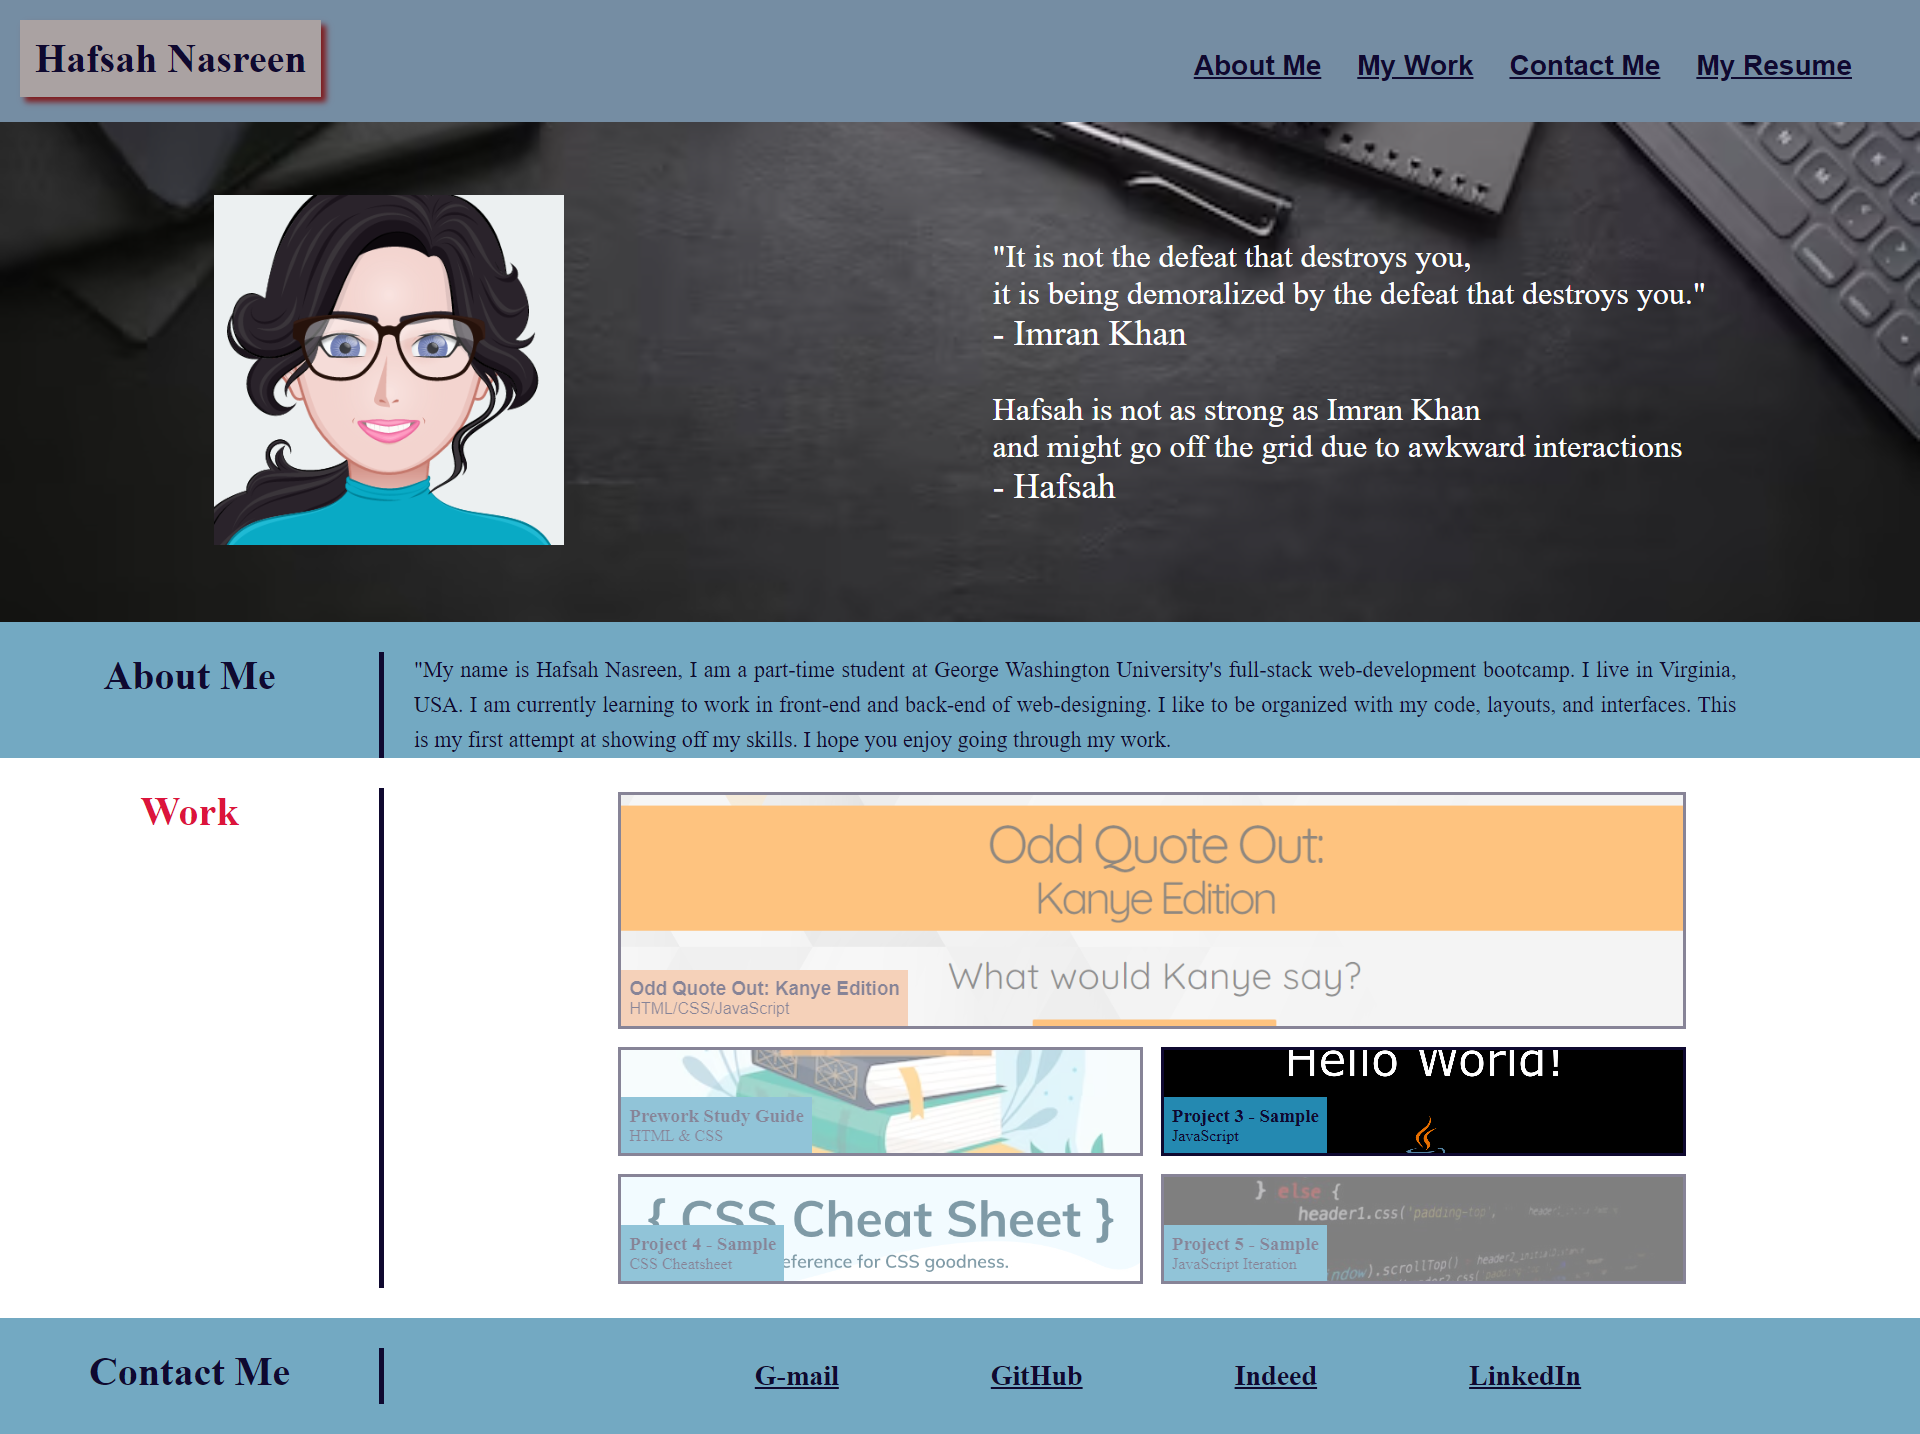 Hafsah Nasreen
About Me
My Work
Contact Me
My Resume
"It is not the defeat that destroys you,
it is being demoralized by the defeat that destroys you."
- Imran Khan
Hafsah is not as strong as Imran Khan
and might go off the grid due to awkward interactions
- Hafsah
About Me
"My name is Hafsah Nasreen, I am a part-time student at George Washington University's full-stack web-development bootcamp. I live in Virginia,
USA. I am currently learning to work in front-end and back-end of web-designing. I like to be organized with my code, layouts, and interfaces. This
is my first attempt at showing off my skills. I hope you enjoy going through my work.
Work
Odd Quote Out:
Kanye Edition
What would Kanye say?
Odd Quote Out: Kanye Edition
HTML/CSS/JavaScript
Prework Study Guide
HTML & CSS
Hello World!
Project 3 - Sample
JavaScript
{ CSS Cheat Sheet }
eference for CSS goodness.
Project 4 - Sample
CSS Cheatsheet
} else {
header1.css('padding-top',
ndow).scrollTop()
Project 5 - Sample
JavaScript Iteration
Contact Me
G-mail
GitHub
Indeed
LinkedIn